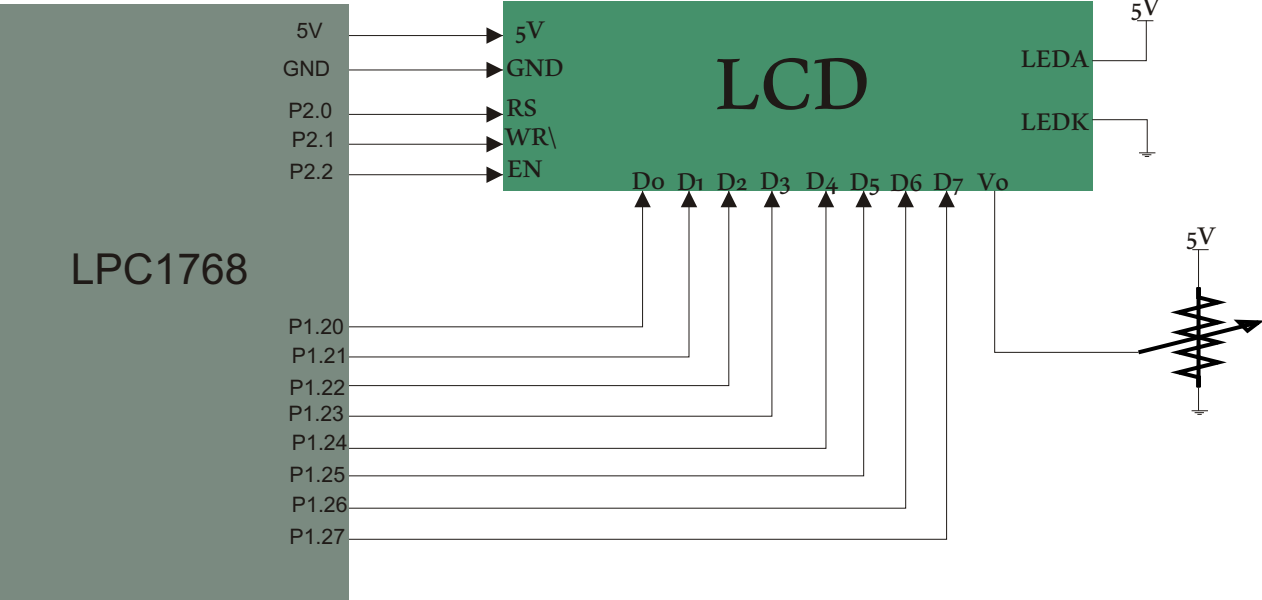 5V
GND
P2.0
P2.1
P2.2
LPC1768
P1.20
P1.21
P1.22
P1.23
P1.24
P1.25
P1.26
P1.27
5V
GND
RS
WR\
EN
LCD
LEDA
LEDK
D0 D1 D2 D3 D4 D5 D6 D7 V0
5V
5V